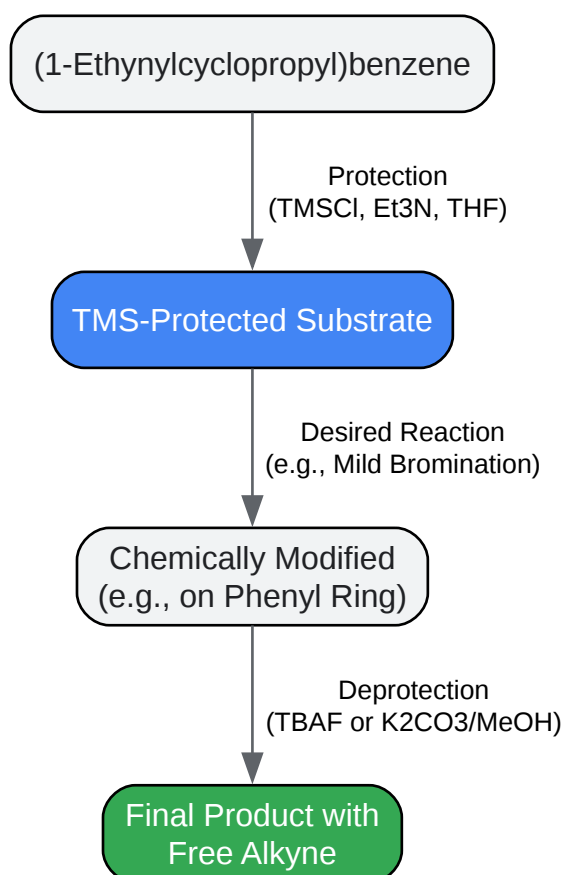 (1-Ethynylcyclopropyl)benzene
Protection
(TMSCl, Et3N, THF)
TMS-Protected Substrate
Desired Reaction
(e.g., Mild Bromination)
Chemically Modified
(e.g., on Phenyl Ring)
Deprotection
(TBAF or K2CO3/MeOH)
Final Product with
Free Alkyne